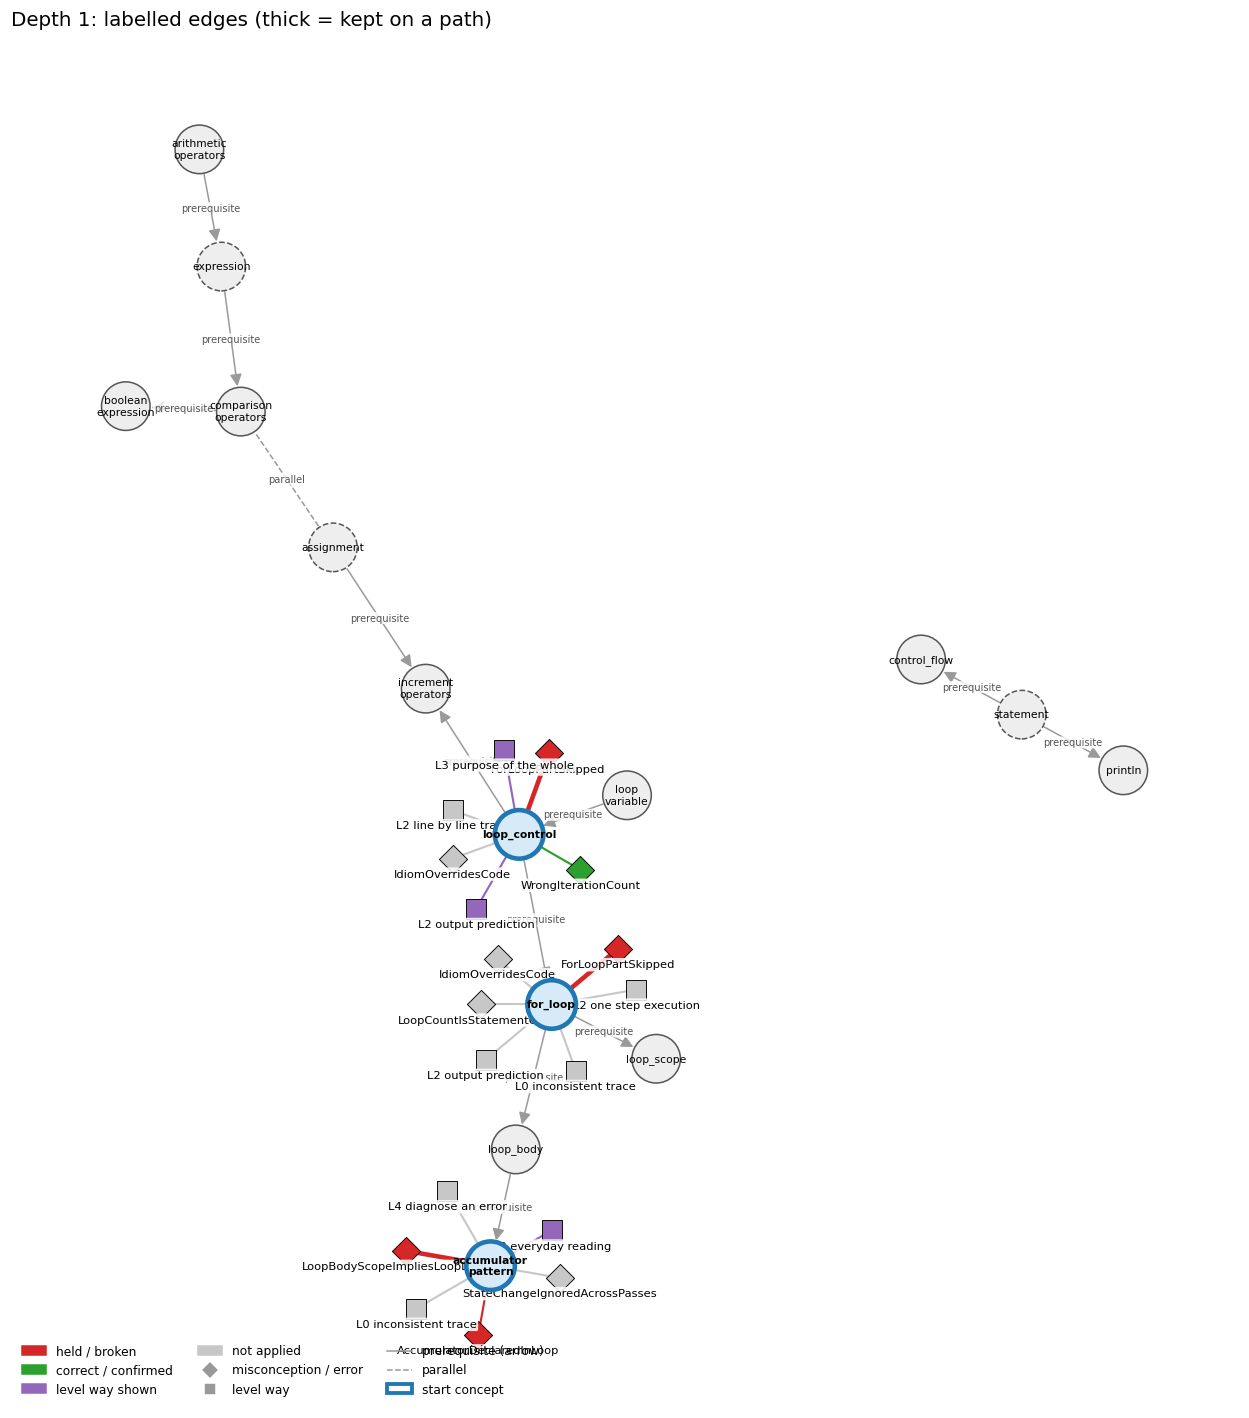 Depth 1: labelled edges (thick = kept on a path)
arithmetic
operators
prerequisite
expression
prerequisite
boolean
expression
prerequisite
comparison
operators
parallel
assignment
prerequisite
increment
operators
control_flow
prerequisite
statement
prerequisite
println
L3 purpose of the whole
loop
variable
prerequisite
L2 line by line
loop_control
IdiomOverridesCode
WrongIterationCount
L2 output prediction
prerequisite
ForLoopPartSkipped
IdiomOverridesCode
for_loop
L2 one step execution
LoopCountIsStatement
prerequisite
loop_scope
L2 output prediction
L0 inconsistent trace
loop_body
L4 diagnose an error
everyday reading
LoopBodyScopeImpliesLoop
accumulator
pattern
StateChangeIgnoredAcrossPasses
L0 inconsistent trace
held / broken
not applied
prerequisite (arrow)
correct / confirmed
misconception / error
parallel
level way shown
level way
start concept